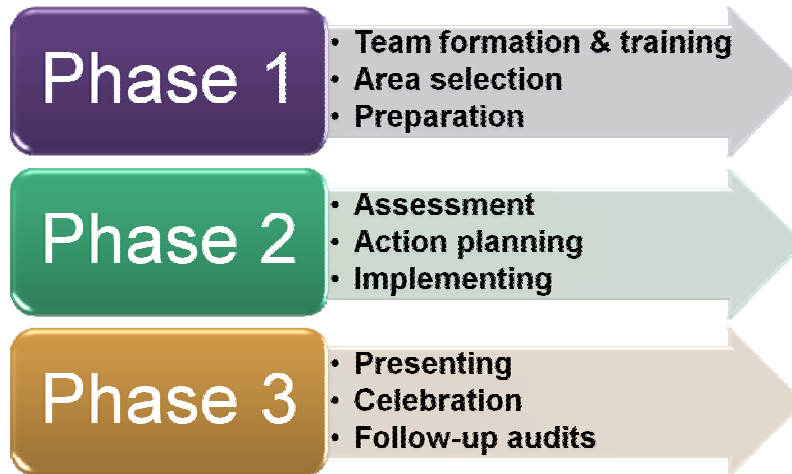 Phase 1
• Team formation & training
• Area selection
• Preparation
Phase 2
• Assessment
• Action planning
• Implementing
Phase 3
• Presenting
• Celebration
• Follow-up audits